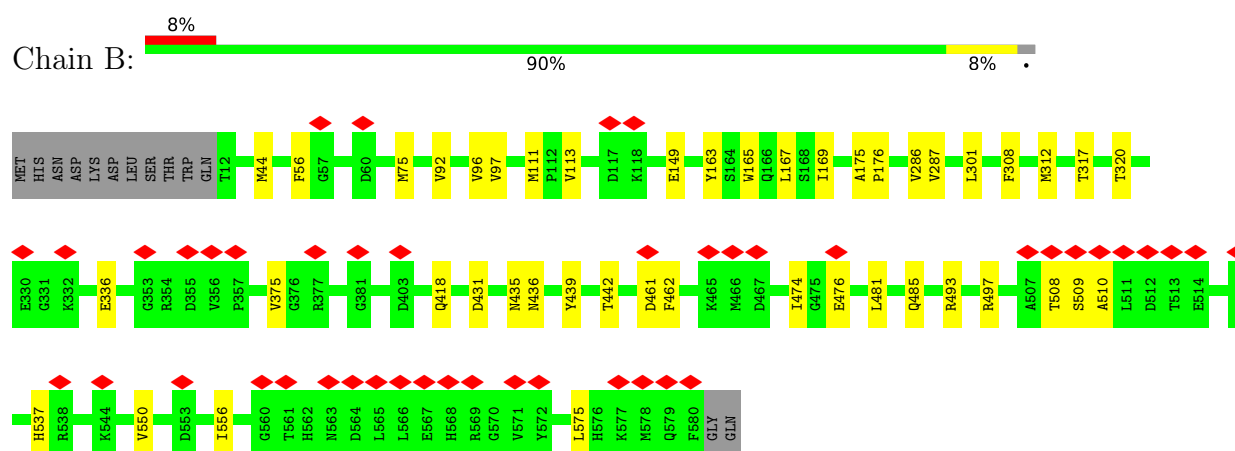 8%
Chain B:
90% 8% •
MET HIS ASN ASP LYS ASP LEU SER THR TRP GLN T12 M44 F56 G57 D60 M75 V92 V96 V97 M111 P112 V113 D117 K118 E149 Y163 S164 W165 Q166 L167 S168 I169 A175 P176 V286 V287 L301 F308 M312 T317 T320
E330 G331 K332 E336 G353 R354 D355 V356 P357 V375 G376 R377 G381 D403 Q418 D431 N435 N436 Y439 T442 D461 F462 K465 M466 D467 I474 G475 E476 L481 Q485 R493 R497 A507 T508 S509 A510 L511 D512 T513 E514
H537 R538 K544 V550 D553 I556 G560 T561 H562 N563 D564 L565 L566 E567 H568 R569 G570 V571 Y572 L575 H576 K577 M578 Q579 F580 GLY GLN